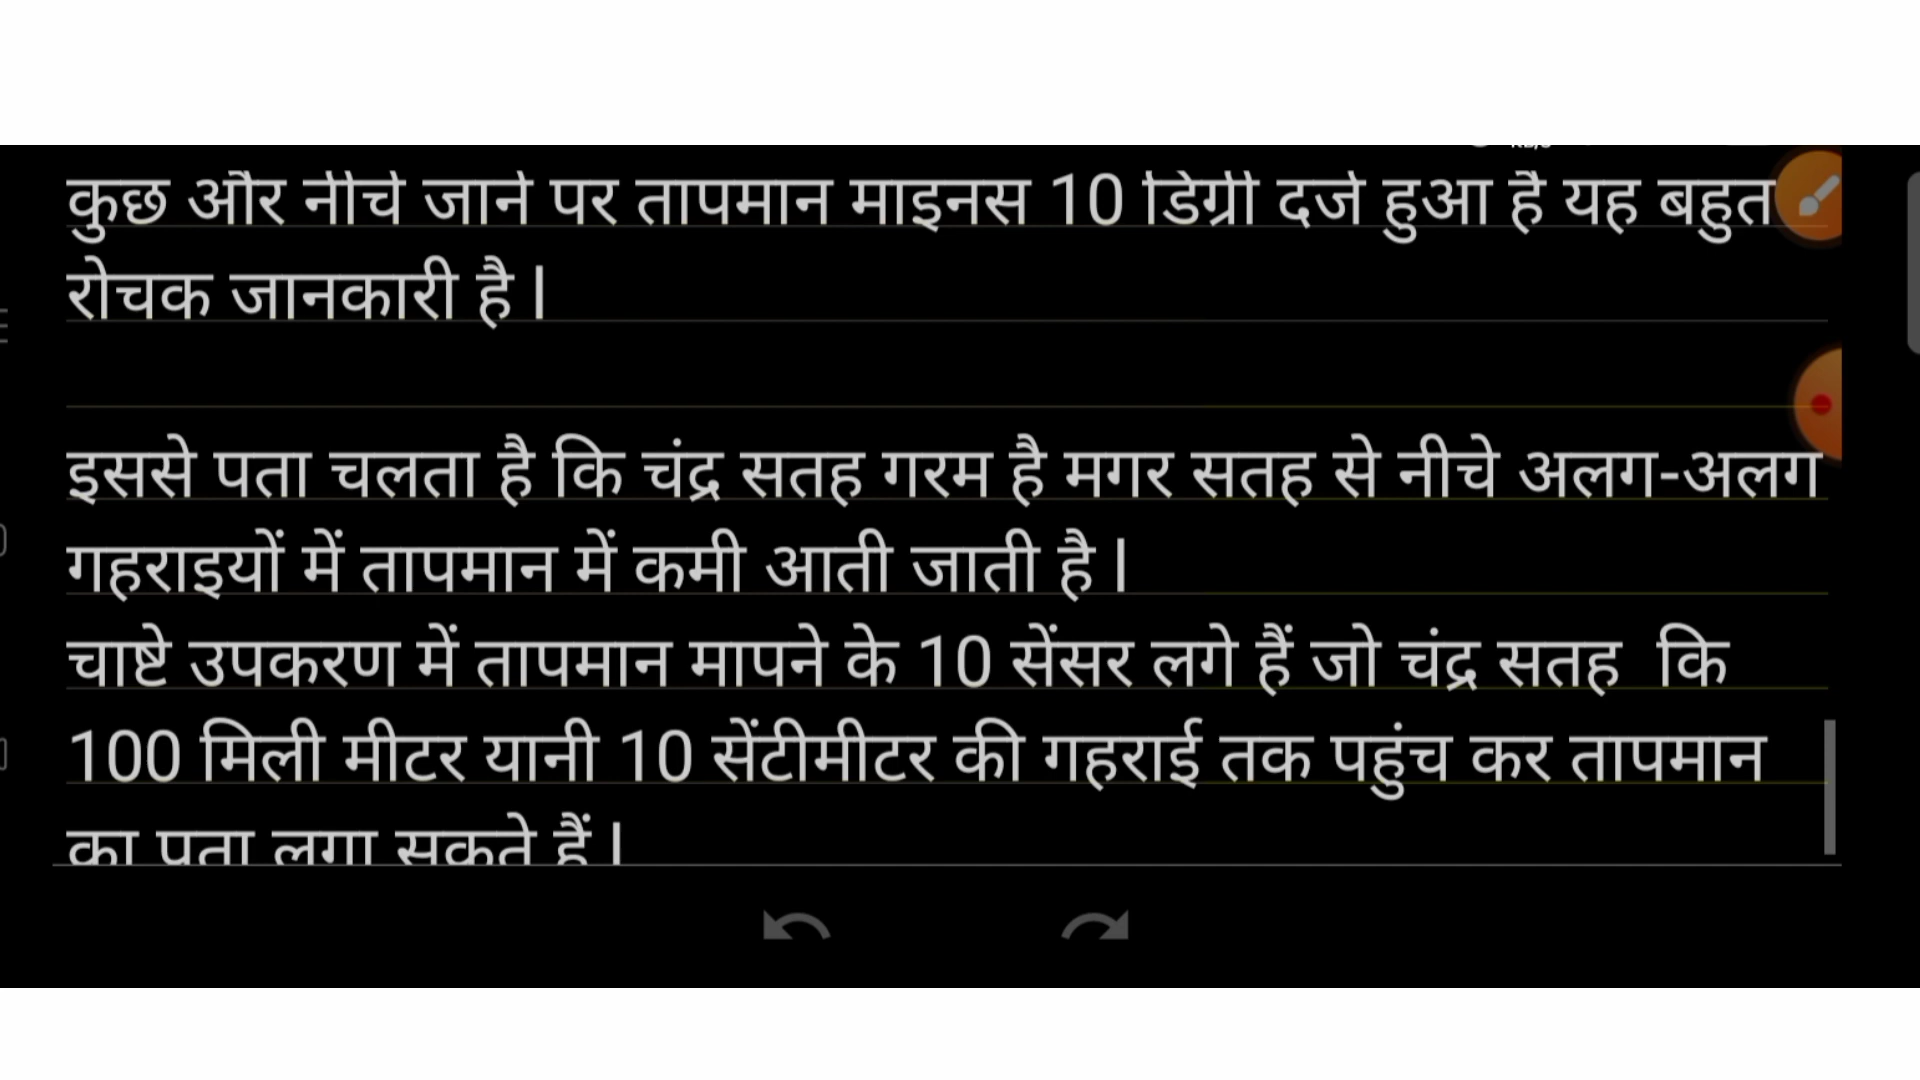 कुछ और नीचे जाने पर तापमान माइनस 10 डिग्री दर्ज हुआ है यह बहुत
रोचक जानकारी है l
इससे पता चलता है कि चंद्र सतह गरम है मगर सतह से नीचे अलग-अलग
गहराइयों में तापमान में कमी आती जाती है l
चाष्टे उपकरण में तापमान मापने के 10 सेंसर लगे हैं जो चंद्र सतह  कि
100 मिली मीटर यानी 10 सेंटीमीटर की गहराई तक पहुंच कर तापमान
का पता लगा सकते हैं l